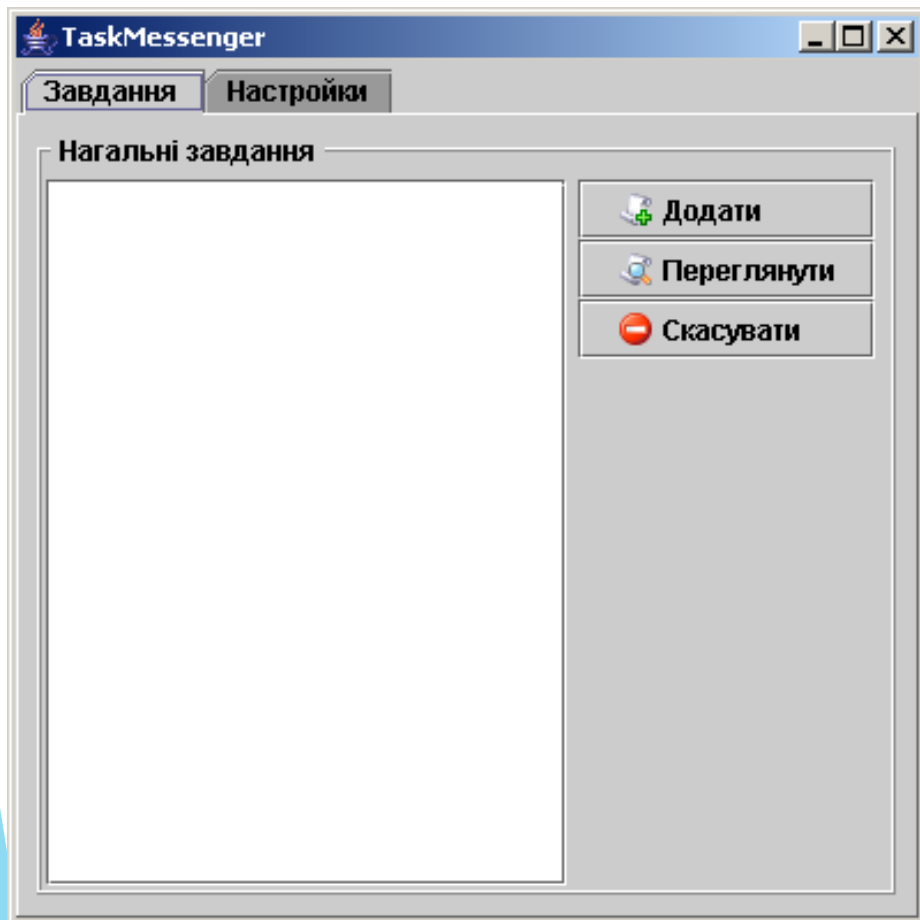 TaskMessenger
Завдання Настройки
Нагальні завдання
Додати
Переглянути
Скасувати